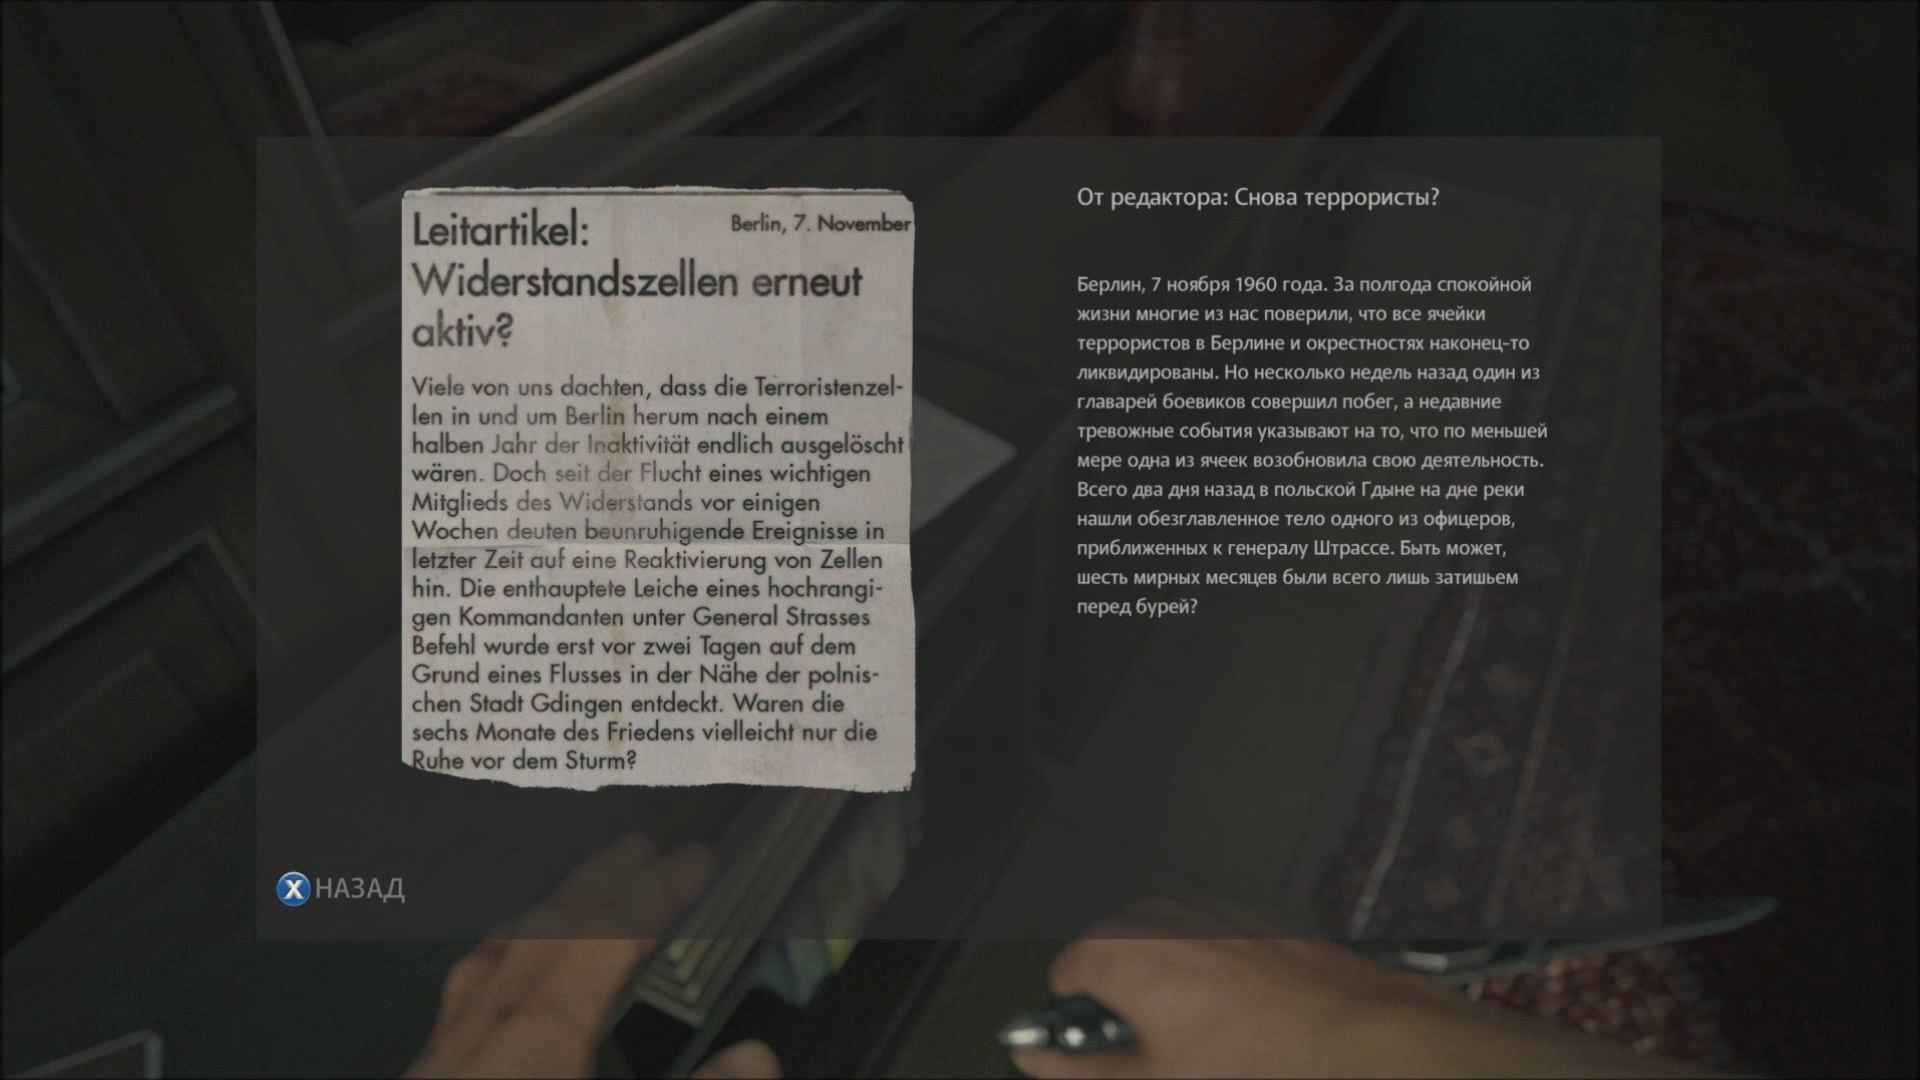 Leitartikel:
Berlin, 7. November
Widerstandszellen erneut
aktiv?
Viele von uns dachten, dass die Terroristenzel-
len in und um Berlin herum nach einem
halben Jahr der Inaktivität endlich ausgelöscht
wären. Doch seit der Flucht eines wichtigen
Mitglieds des Widerstands vor einigen
Wochen deuten beunruhigende Ereignisse in
letzter Zeit auf eine Reaktivierung von Zellen
hin. Die enthauptete Leiche eines hochrangi-
gen Kommandanten unter General Strasses
Befehl wurde erst vor zwei Tagen auf dem
Grund eines Flusses in der Nähe der polnis-
chen Stadt Gdingen entdeckt. Waren die
sechs Monate des Friedens vielleicht nur die
Ruhe vor dem Sturm?
От редактора: Снова террористы?
Берлин, 7 ноября 1960 года. За полгода спокойной
жизни многие из нас поверили, что все ячейки
террористов в Берлине и окрестностях наконец-то
ликвидированы. Но несколько недель назад один из
главарей боевиков совершил побег, а недавние
тревожные события указывают на то, что по меньшей
мере одна из ячеек возобновила свою деятельность.
Всего два дня назад в польской Гдыне на дне реки
нашли обезглавленное тело одного из офицеров,
приближенных к генералу Штрассе. Быть может,
шесть мирных месяцев были всего лишь затишьем
перед бурей?
X НАЗАД